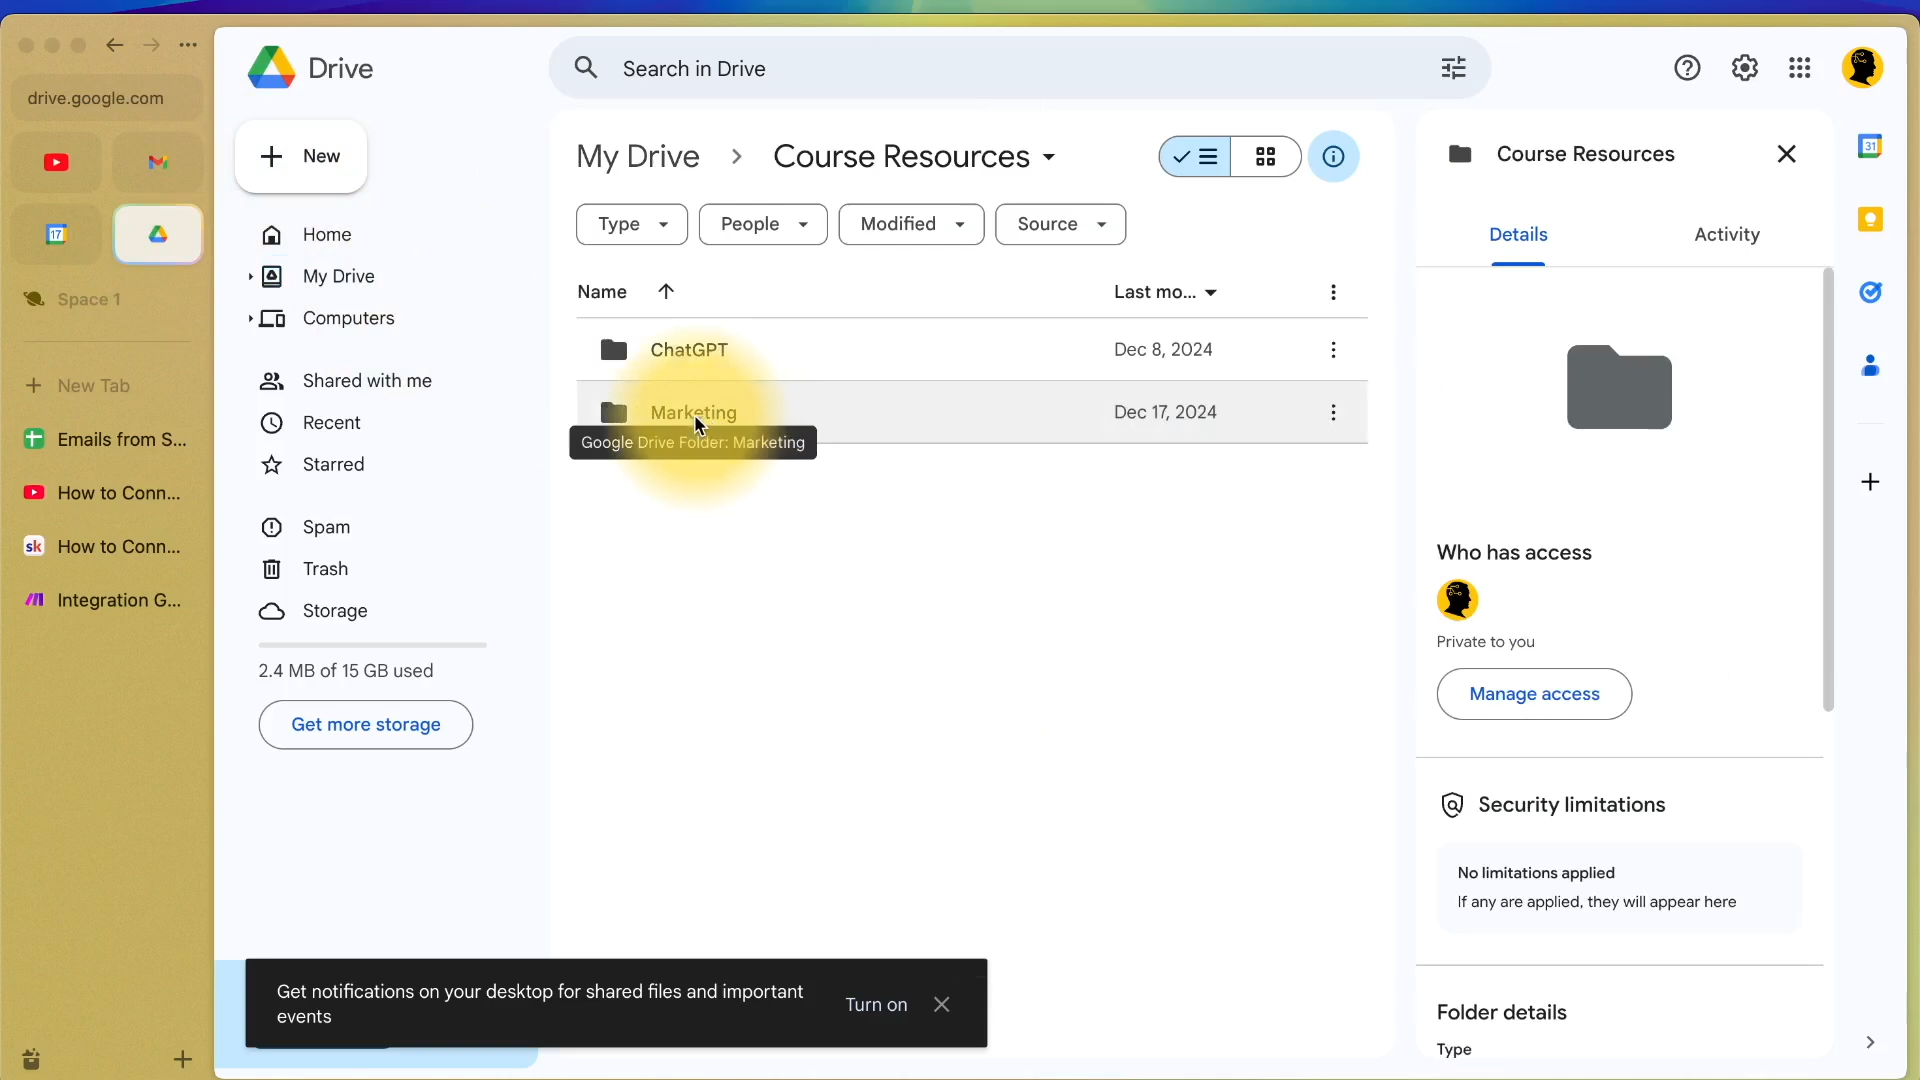 drive.google.com
17
Space 1
New Tab
Emails from S...
How to Conn...
sk
How to Conn...
Integration G...
Drive
Search in Drive
New
Home
My Drive
Computers
Shared with me
Recent
Starred
Spam
Trash
Storage
2.4 MB of 15 GB used
Get more storage
My Drive
Course Resources
Type
People
Modified
Source
Name
Last mo...
ChatGPT
Dec 8, 2024
Marketing
Dec 17, 2024
Google Drive Folder: Marketing
Get notifications on your desktop for shared files and important
events
Turn on
Course Resources
Details
Activity
Who has access
Private to you
Manage access
Security limitations
No limitations applied
If any are applied, they will appear here
Folder details
Type
31